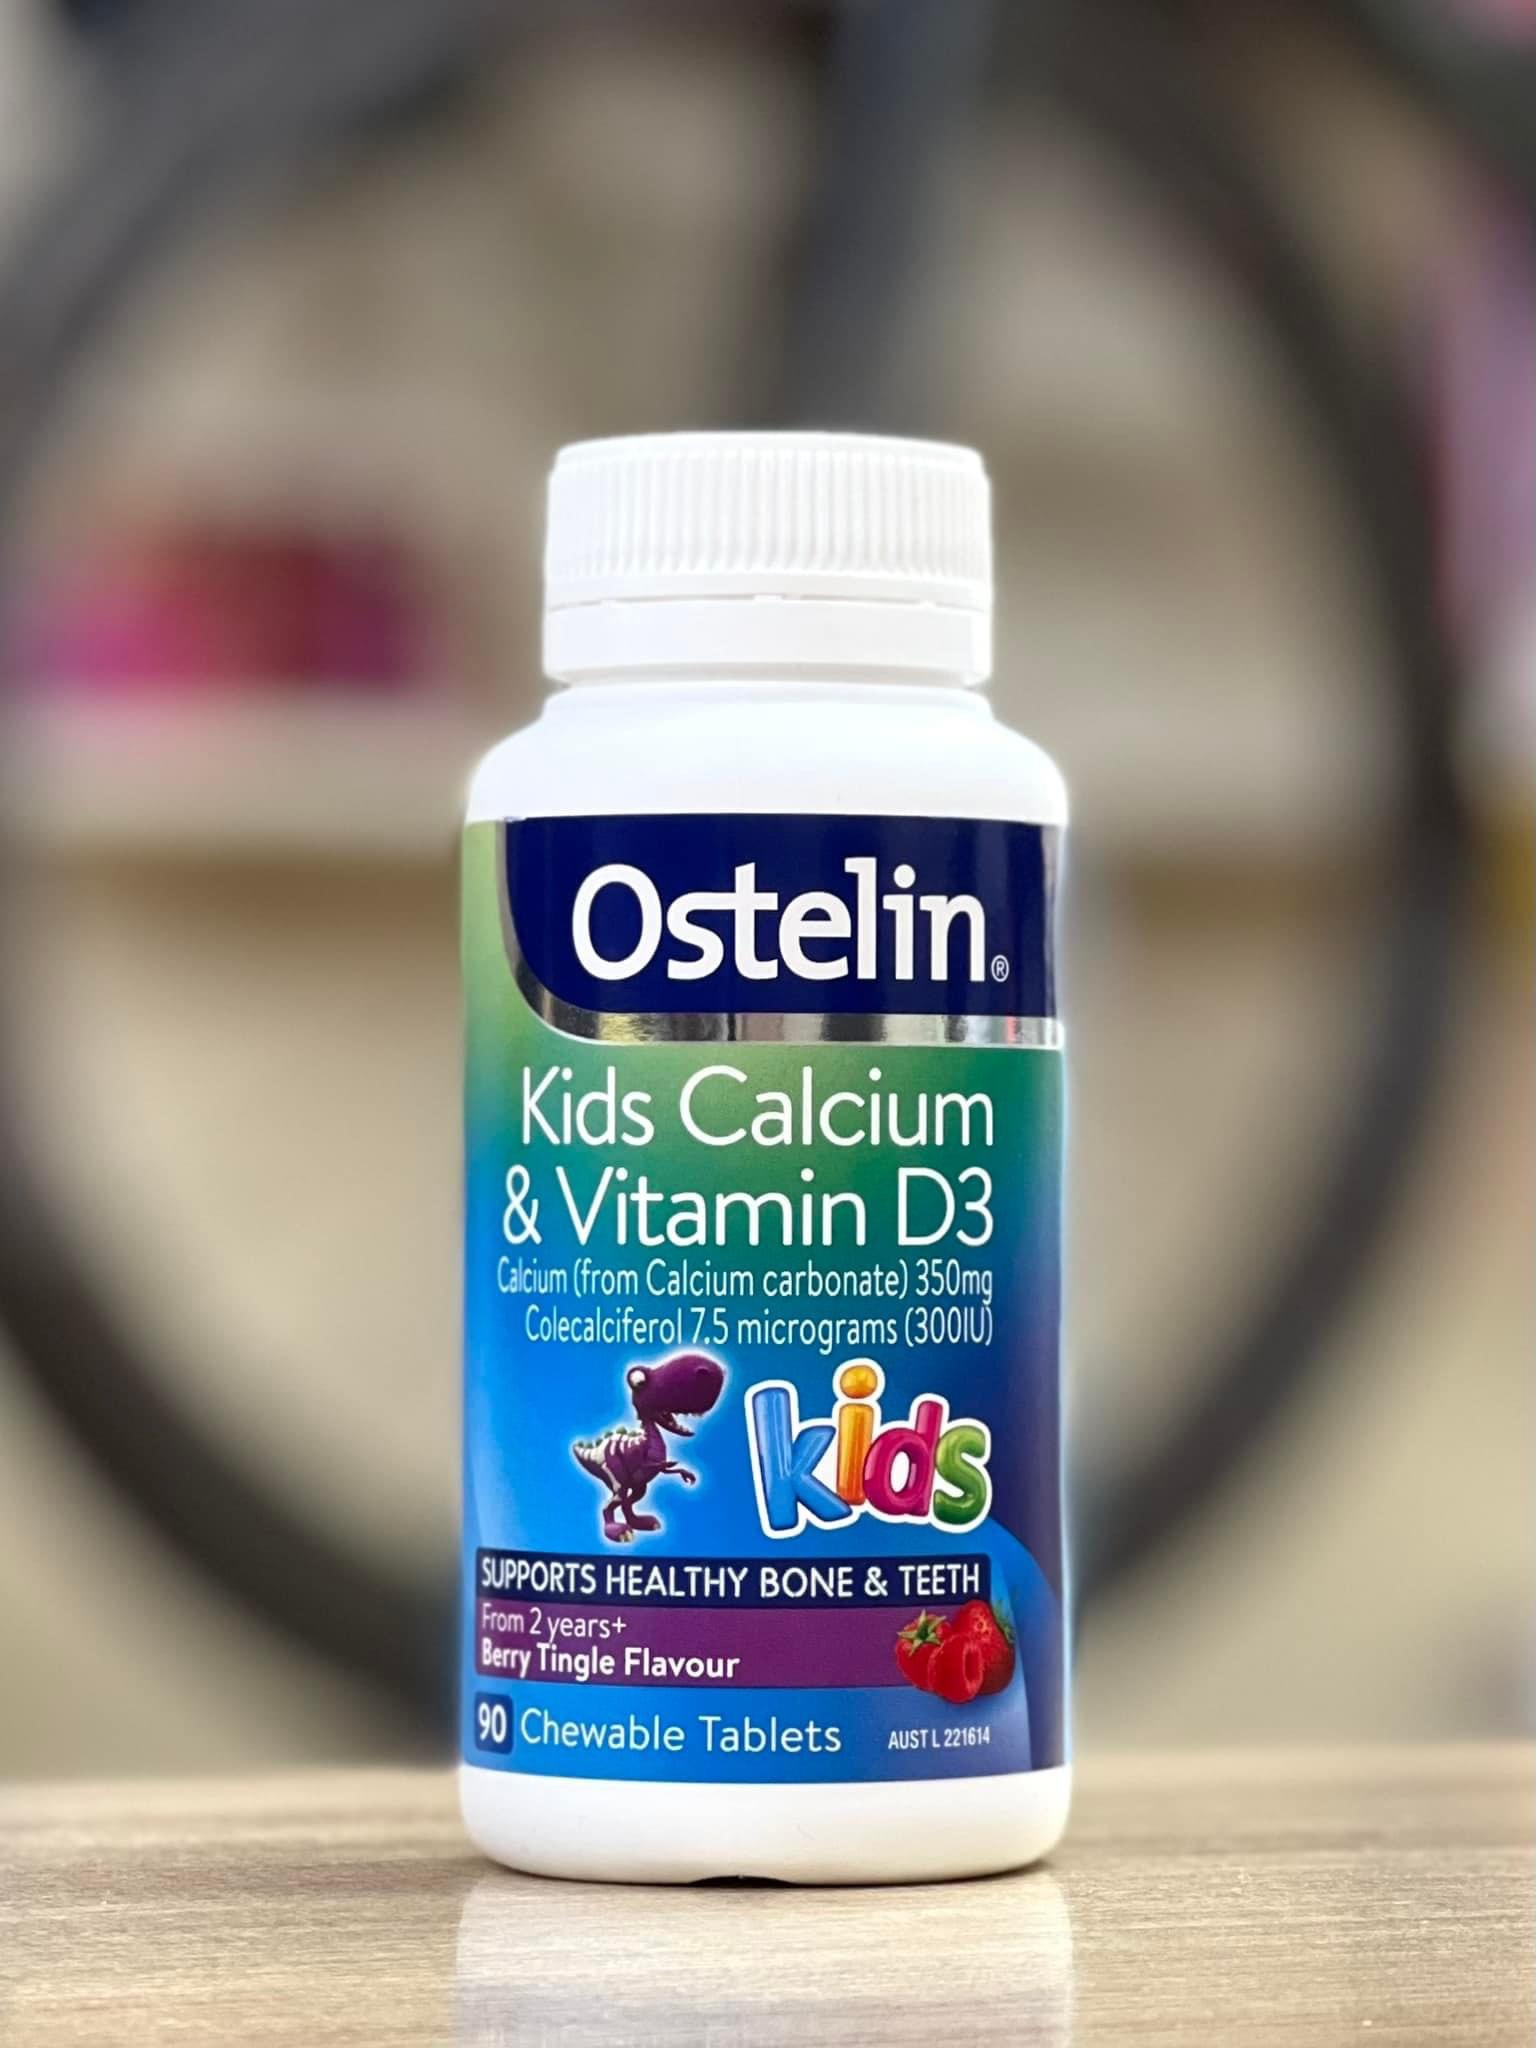 Ostelin®
Kids Calcium
& Vitamin D3
Calcium (from Calcium carbonate) 350mg
Colecalciferol 7.5 micrograms (300IU)
kids
SUPPORTS HEALTHY BONE & TEETH
From 2 years+
Berry Tingle Flavour
90 Chewable Tablets AUST L 221614